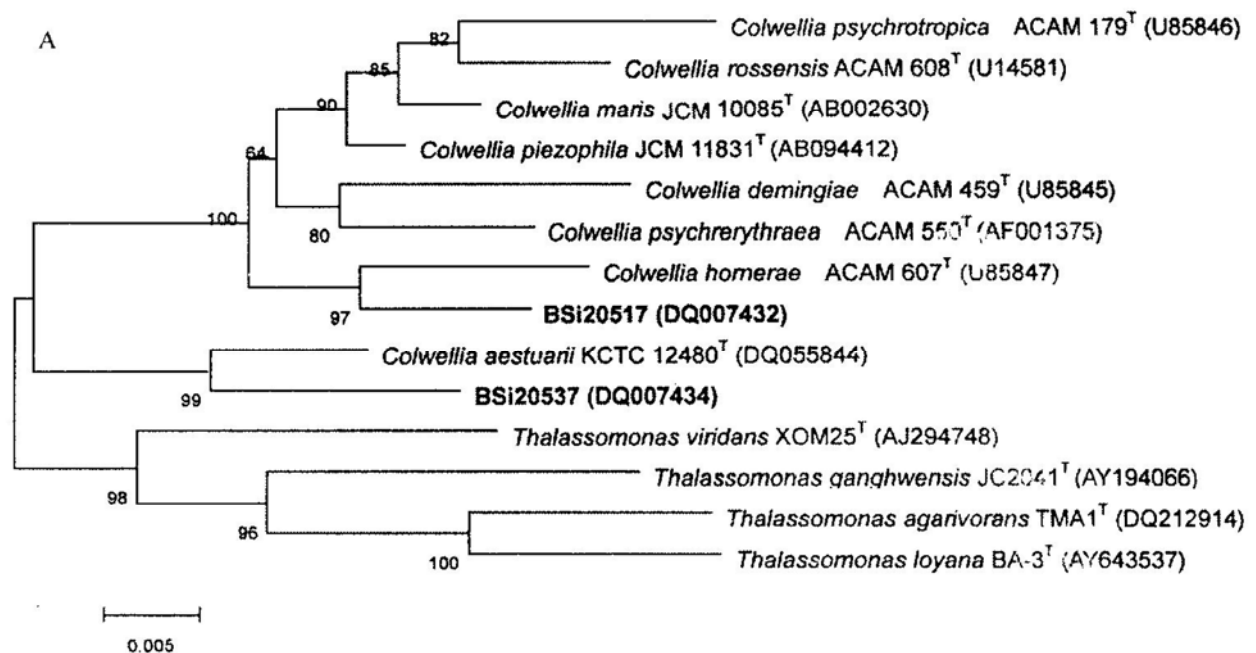 A
Colwellia psychrotropica ACAM 179T (U85846)
82
Colwellia rossensis ACAM 608T (U14581)
85
Colwellia maris JCM 10085T (AB002630)
90
Colwellia piezophila JCM 11831T (AB094412)
64
Colwellia demingiae ACAM 459T (U85845)
100
80
Colwellia psychrerythraea ACAM 550T (AF001375)
Colwellia hornerae ACAM 607T (U85847)
97
BSi20517 (DQ007432)
Colwellia aestuarii KCTC 12480T (DQ055844)
99
BSi20537 (DQ007434)
Thalassomonas viridans XOM25T (AJ294748)
98
Thalassomonas ganghwensis JC2041T (AY194066)
96
Thalassomonas agarivorans TMA1T (DQ212914)
100
Thalassomonas loyana BA-3T (AY643537)
0.005